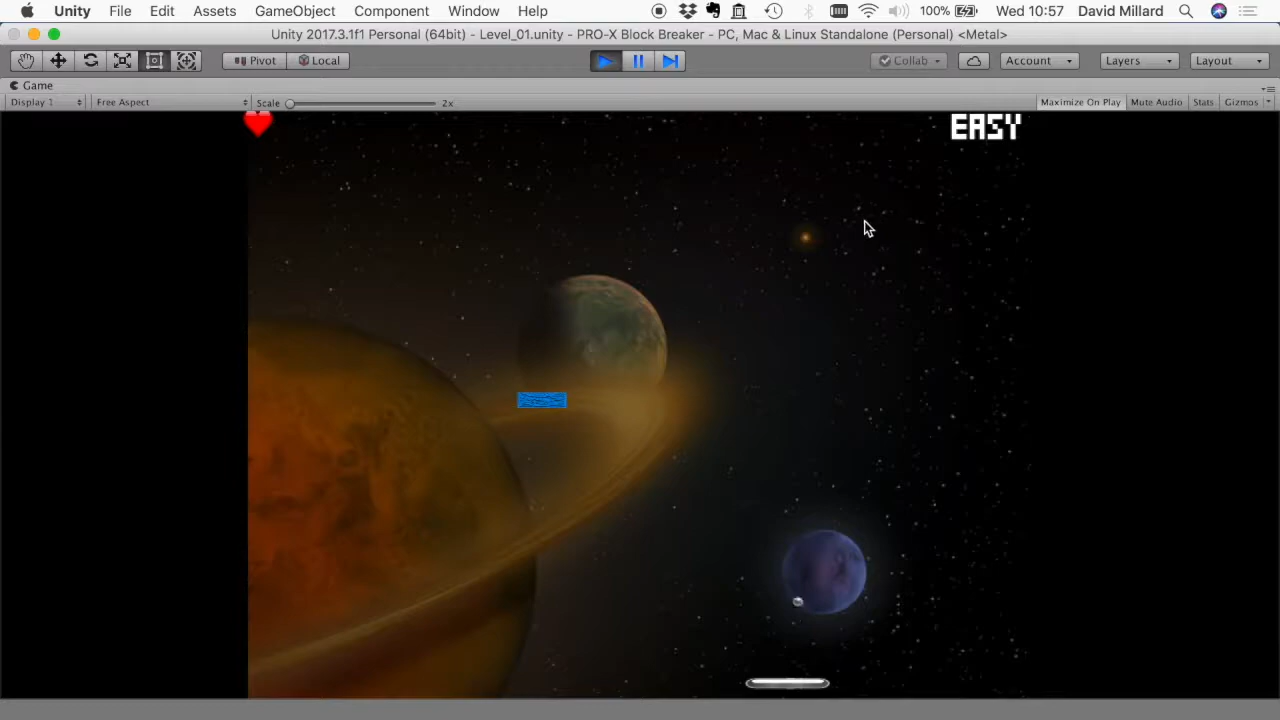 Unity File Edit Assets GameObject Component Window Help 100% Wed 10:57 David Millard
Unity 2017.3.1f1 Personal (64bit) - Level_01.unity - PRO-X Block Breaker - PC, Mac & Linux Standalone (Personal) <Metal>
Pivot Local Collab Account Layers Layout
Game
Display 1 Free Aspect Scale 2x Maximize On Play Mute Audio Stats Gizmos
EASY